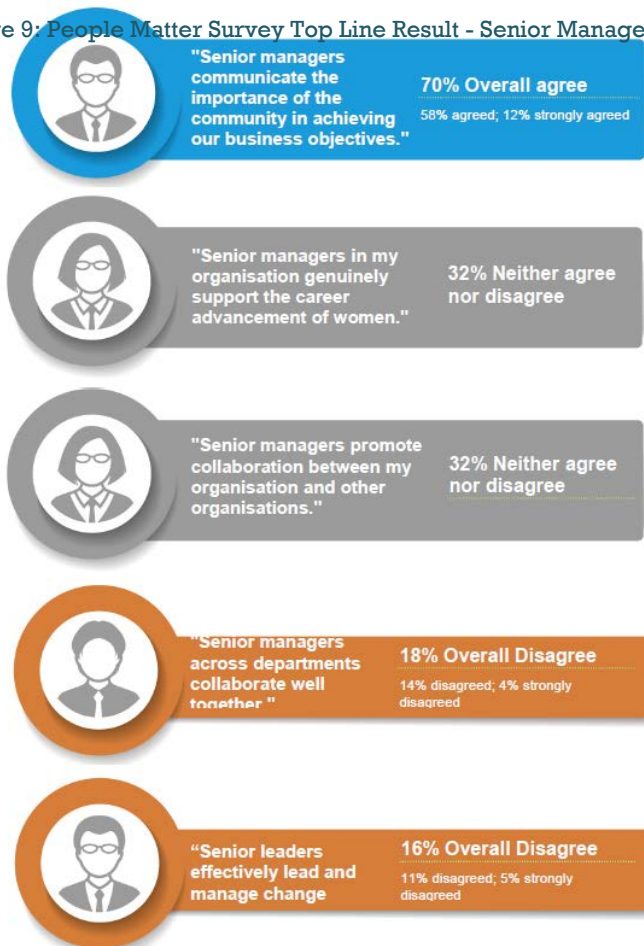 e 9: People Matter Survey Top Line Result - Senior Manage
"Senior managers
communicate the
importance of the
community in achieving
our business objectives."
70% Overall agree
58% agreed; 12% strongly agreed
"Senior managers in my
organisation genuinely
support the career
advancement of women."
32% Neither agree
nor disagree
"Senior managers promote
collaboration between my
organisation and other
organisations."
32% Neither agree
nor disagree
"Senior managers
across departments
collaborate well
together."
18% Overall Disagree
14% disagreed; 4% strongly
disagreed
“Senior leaders
effectively lead and
manage change
16% Overall Disagree
11% disagreed; 5% strongly
disagreed